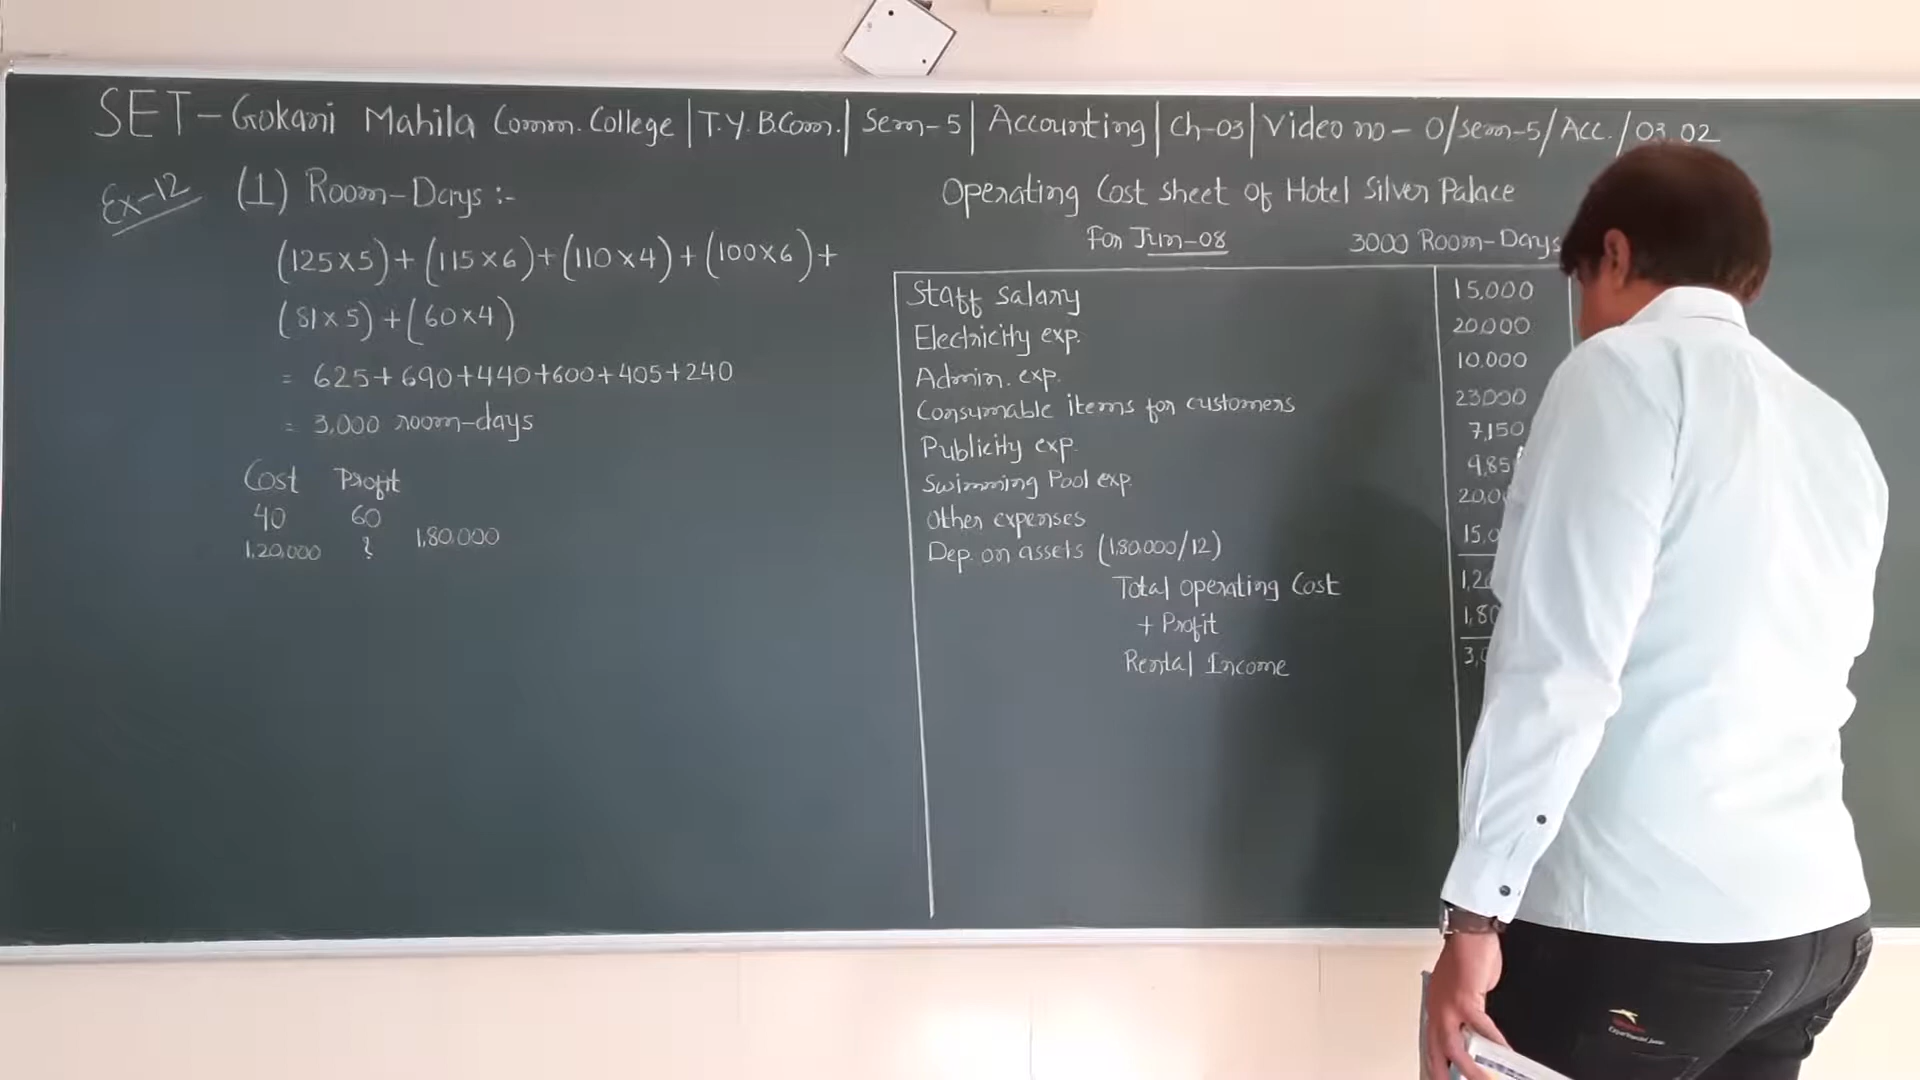 SET - Gokani Mahila Comm. College | T.Y. B.Com. | Sem-5 | Accounting | Ch-03 | Video no - 0/sem-5/Acc./03.02
Ex-12
(1) Room-Days :-
(125×5) + (115×6) + (110×4) + (100×6) +
(81×5) + (60×4)
= 625+690+440+600+405+240
= 3,000 room-days
Cost Profit
40 60
1,20,000 ? 1,80,000
Operating Cost sheet of Hotel Silver Palace
For Jun-08 3000 Room-Days
Staff salary 15,000
Electricity exp. 20,000
Admin. exp. 10,000
Consumable items for customers 23000
Publicity exp. 7,150
Swimming Pool exp. 9,85
Other expenses 20,0
Dep. on assets (1,80,000/12) 15,0
Total operating Cost 1,2
+ Profit 1,80
Rental Income 3,0